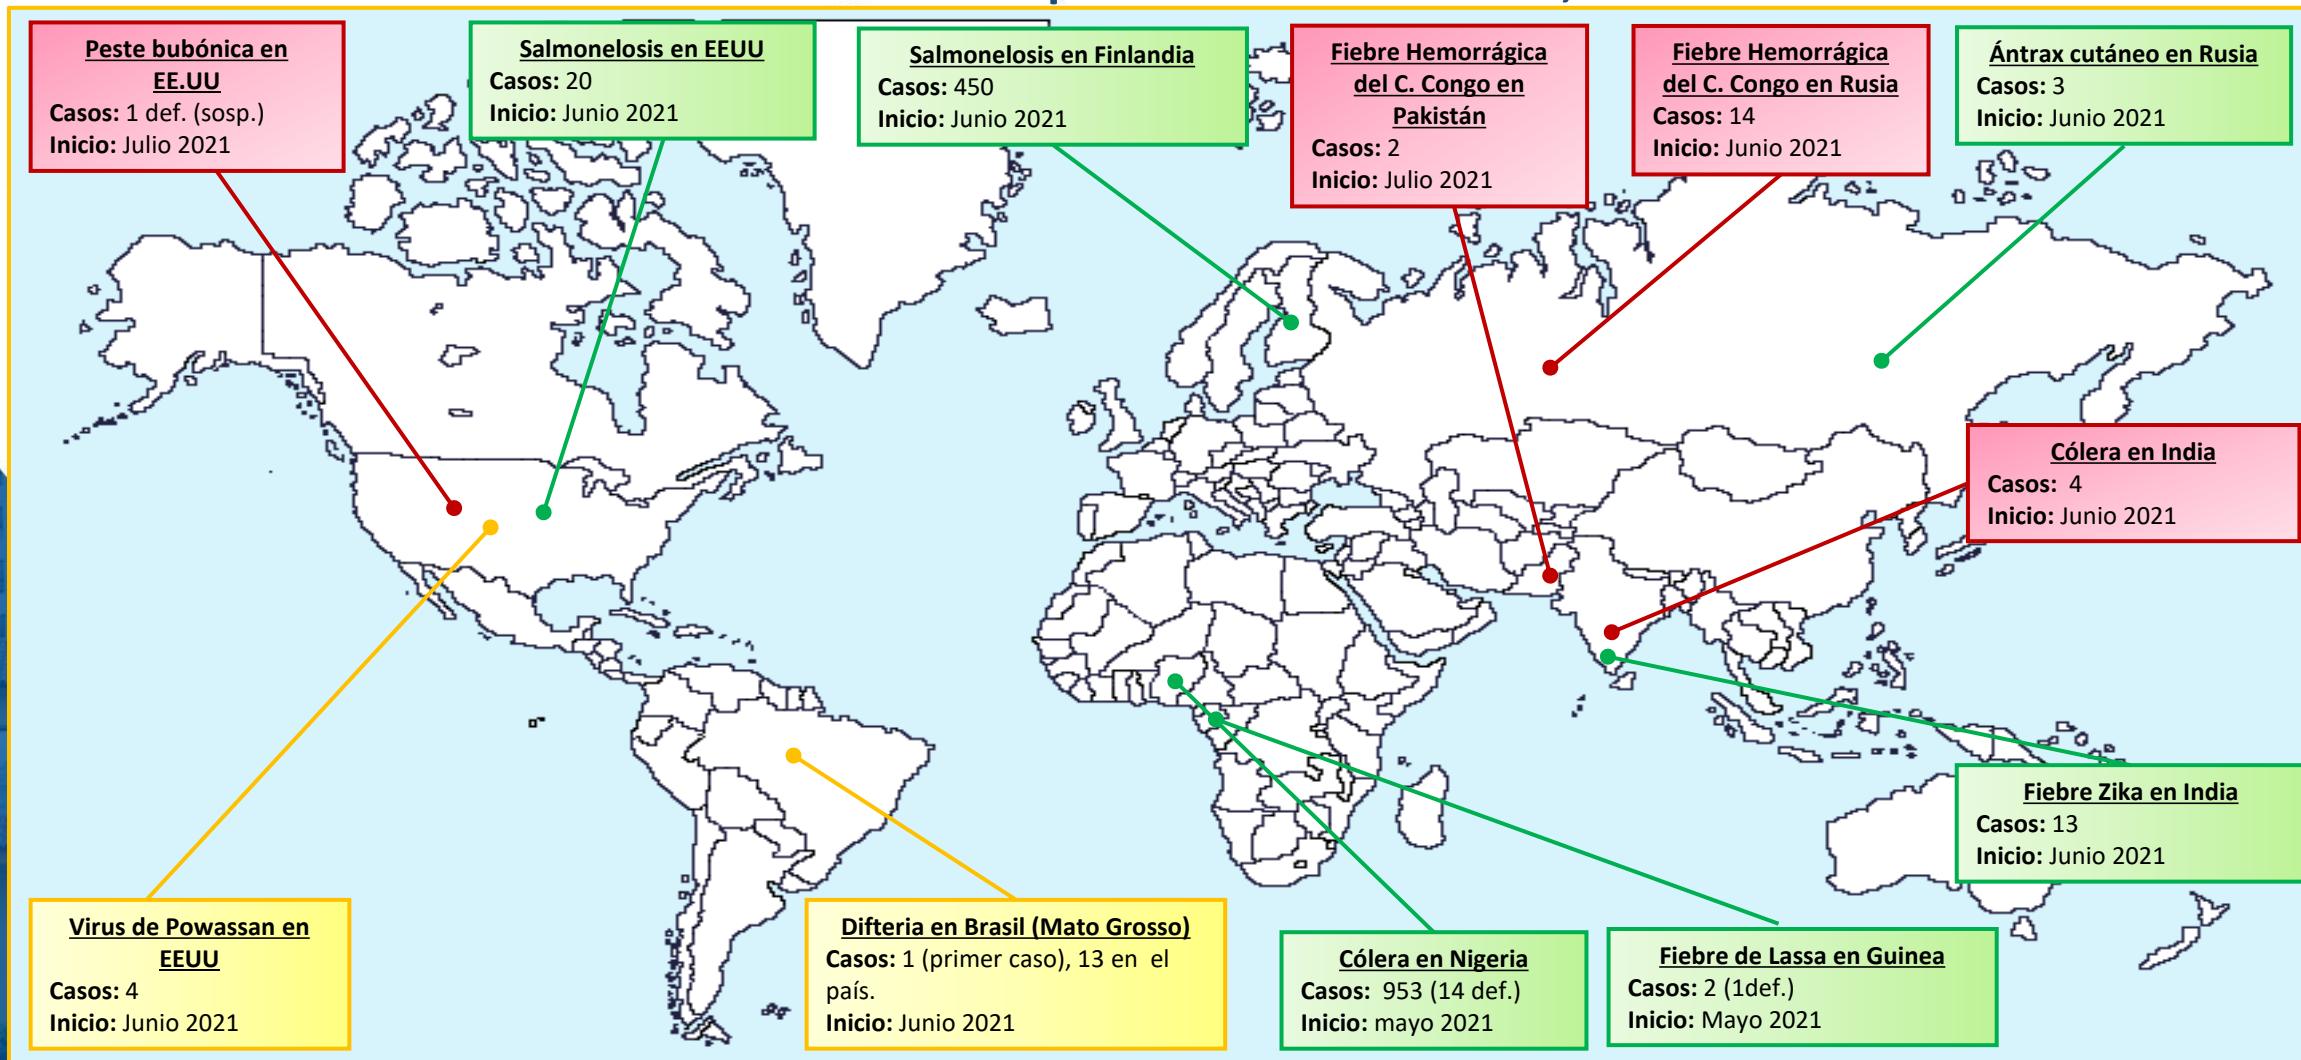 Peste bubónica en
EE.UU
Casos: 1 def. (sosp.)
Inicio: Julio 2021
Salmonelosis en EEUU
Casos: 20
Inicio: Junio 2021
Salmonelosis en Finlandia
Casos: 450
Inicio: Junio 2021
Fiebre Hemorrágica
del C. Congo en
Pakistán
Casos: 2
Inicio: Julio 2021
Fiebre Hemorrágica
del C. Congo en Rusia
Casos: 14
Inicio: Junio 2021
Ántrax cutáneo en Rusia
Casos: 3
Inicio: Junio 2021
Cólera en India
Casos: 4
Inicio: Junio 2021
Fiebre Zika en India
Casos: 13
Inicio: Junio 2021
Virus de Powassan en
EEUU
Casos: 4
Inicio: Junio 2021
Difteria en Brasil (Mato Grosso)
Casos: 1 (primer caso), 13 en el
país.
Inicio: Junio 2021
Cólera en Nigeria
Casos: 953 (14 def.)
Inicio: mayo 2021
Fiebre de Lassa en Guinea
Casos: 2 (1def.)
Inicio: Mayo 2021